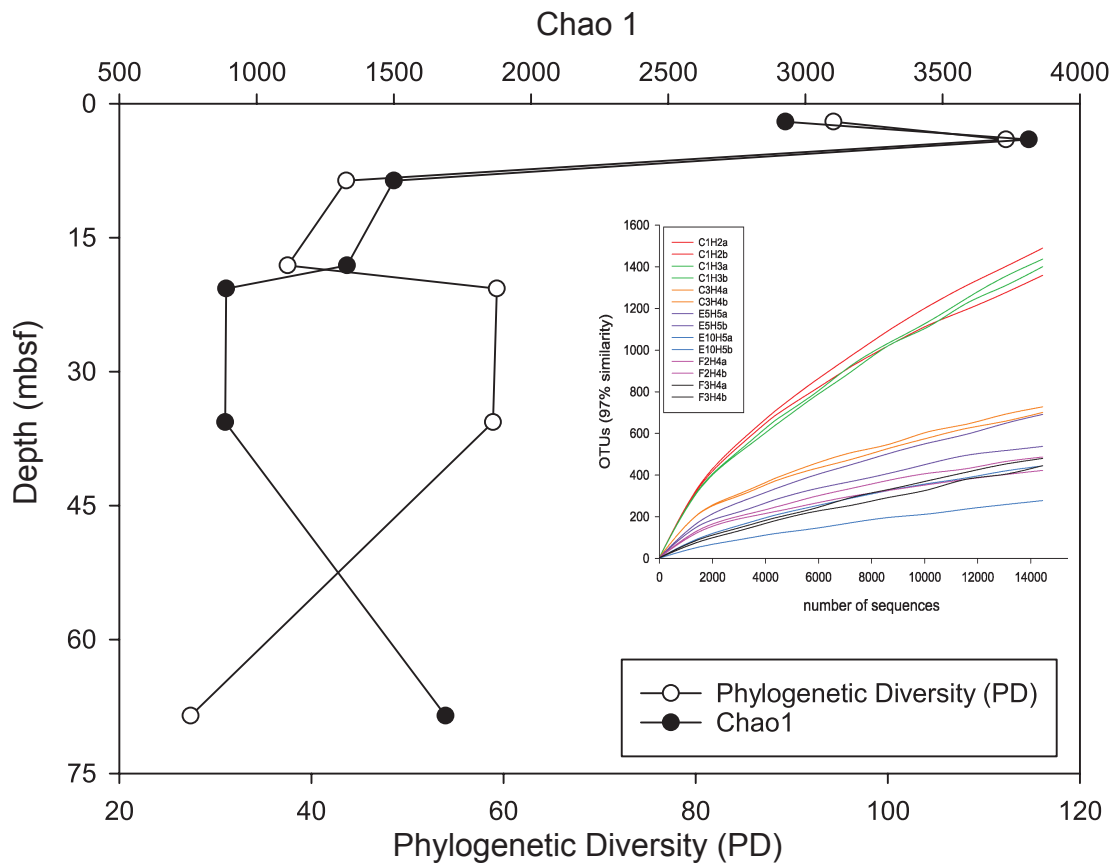 Chao 1
500 1000 1500 2000 2500 3000 3500 4000
0
15
30
45
60
75
Depth (mbsf)
1600
1400
1200
1000
800
600
400
200
0
OTUs (97% similarity)
C1H2a
C1H2b
C1H3a
C1H3b
C3H4a
C3H4b
E5H5a
E5H5b
E10H5a
E10H5b
F2H4a
F2H4b
F3H4a
F3H4b
0 2000 4000 6000 8000 10000 12000 14000
number of sequences
Phylogenetic Diversity (PD)
Chao1
20 40 60 80 100 120
Phylogenetic Diversity (PD)